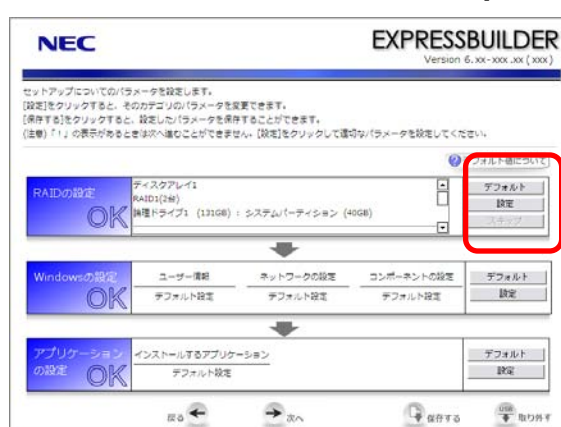 NEC
EXPRESSBUILDER
Version 6.xx-xxx.xx (xxx)
セットアップについてのパラメータを設定します。
[設定]をクリックすると、そのカテゴリのパラメータを変更できます。
[保存する]をクリックすると、設定したパラメータを保存することができます。
(注意)「！」の表示があるときは次へ進むことができません。[設定]をクリックして適切なパラメータを設定してください。
フォルト値について
RAIDの設定
OK
ディスクアレイ1
RAID1(2台)
論理ドライブ1 (131GB) : システムパーティション (40GB)
デフォルト
設定
スキップ
Windowsの設定
OK
ユーザー情報 ネットワークの設定 コンポーネントの設定
デフォルト設定 デフォルト設定 デフォルト設定
デフォルト
設定
アプリケーション
の設定 OK
インストールするアプリケーション
デフォルト設定
デフォルト
設定
戻る 次へ 保存する USB 取り外す